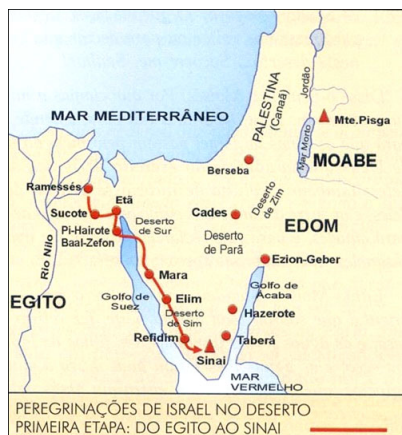 MAR MEDITERRÂNEO
PALESTINA
(Canaã)
Jordão
Mte.Pisga
Mar Morto
MOABE
Berseba
Ramessés
Etã
Sucote
Pi-Hairote
Baal-Zefon
Deserto
de Sur
Cades
Deserto
de Zim
Deserto
de Parã
EDOM
Rio Nilo
Mara
Ezion-Geber
EGITO
Golfo de
Suez
Elim
Deserto
de Sim
Golfo de
Acaba
Hazerote
Refidim
Taberá
Sinai
MAR
VERMELHO
PEREGRINAÇÕES DE ISRAEL NO DESERTO
PRIMEIRA ETAPA: DO EGITO AO SINAI